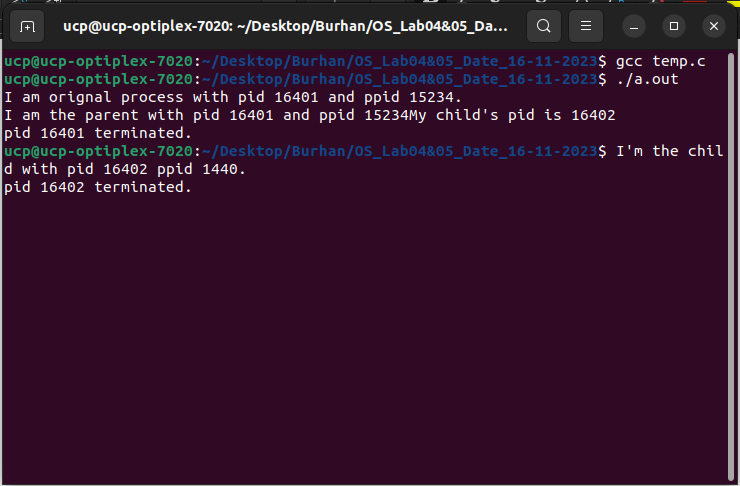 ucp@ucp-optiplex-7020: ~/Desktop/Burhan/OS_Lab04&05_Da...
ucp@ucp-optiplex-7020:~/Desktop/Burhan/OS_Lab04&05_Date_16-11-2023$ gcc temp.c
ucp@ucp-optiplex-7020:~/Desktop/Burhan/OS_Lab04&05_Date_16-11-2023$ ./a.out
I am orignal process with pid 16401 and ppid 15234.
I am the parent with pid 16401 and ppid 15234My child's pid is 16402
pid 16401 terminated.
ucp@ucp-optiplex-7020:~/Desktop/Burhan/OS_Lab04&05_Date_16-11-2023$ I'm the chil
d with pid 16402 ppid 1440.
pid 16402 terminated.